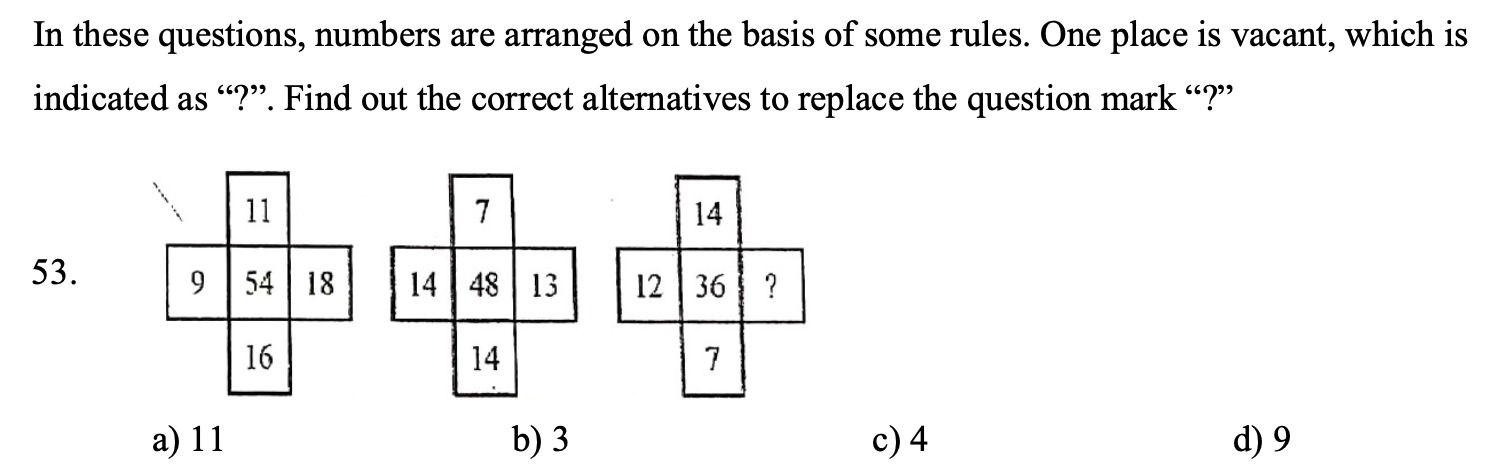 In these questions, numbers are arranged on the basis of some rules. One place is vacant, which is
indicated as “?”. Find out the correct alternatives to replace the question mark “?”
11 7 14
53. 9 54 18 14 48 13 12 36 ?
16 14 7
a) 11 b) 3 c) 4 d) 9